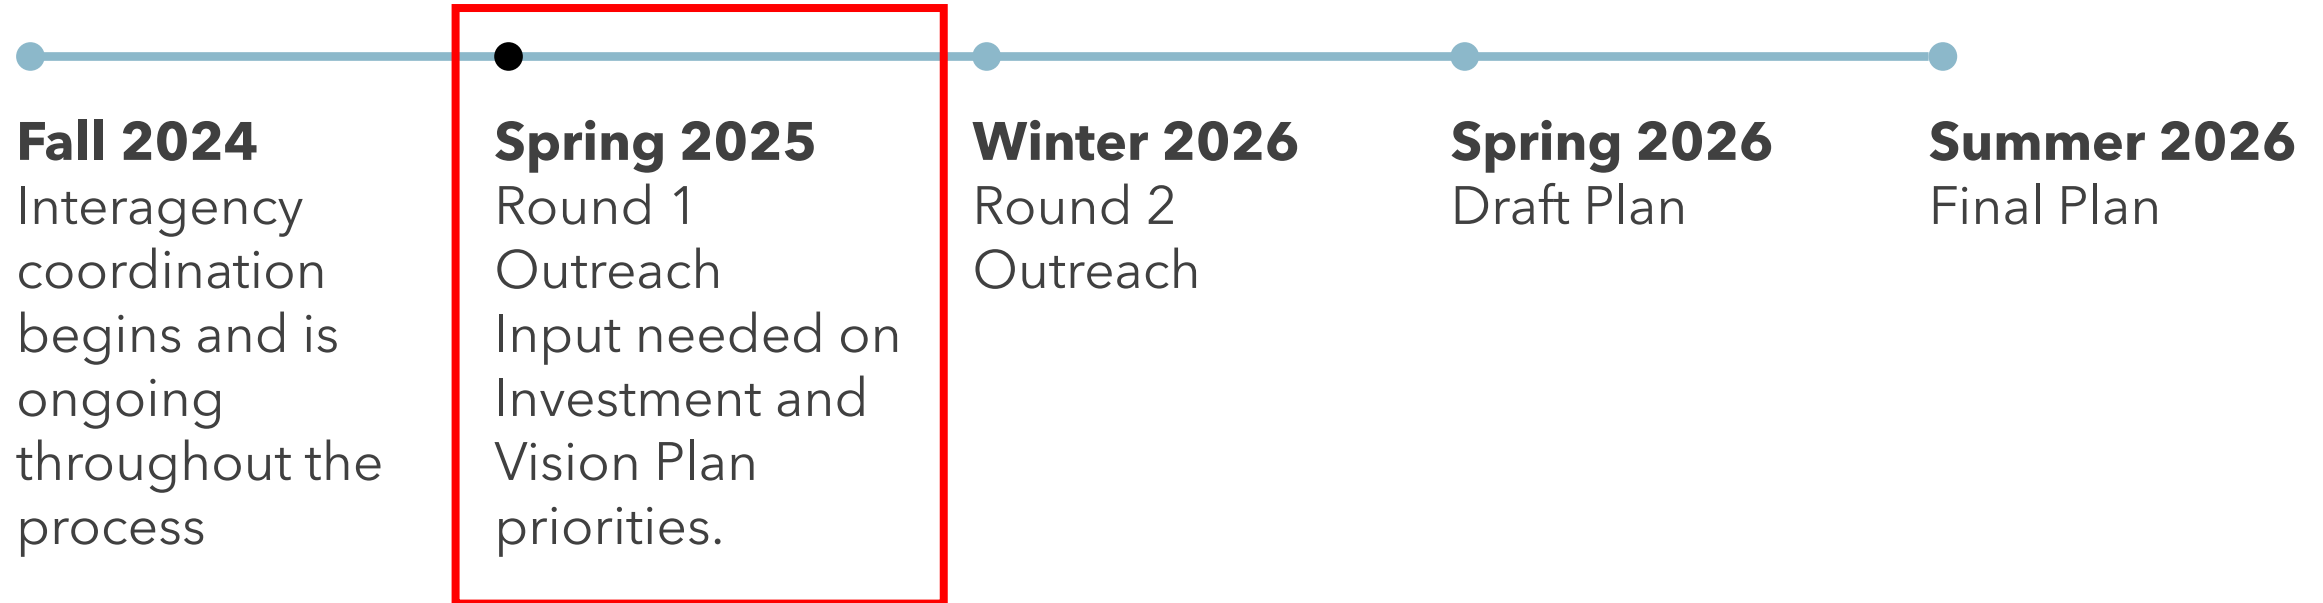 Fall 2024
Interagency
coordination
begins and is
ongoing
throughout the
process
Spring 2025
Round 1
Outreach
Input needed on
Investment and
Vision Plan
priorities.
Winter 2026
Round 2
Outreach
Spring 2026
Draft Plan
Summer 2026
Final Plan